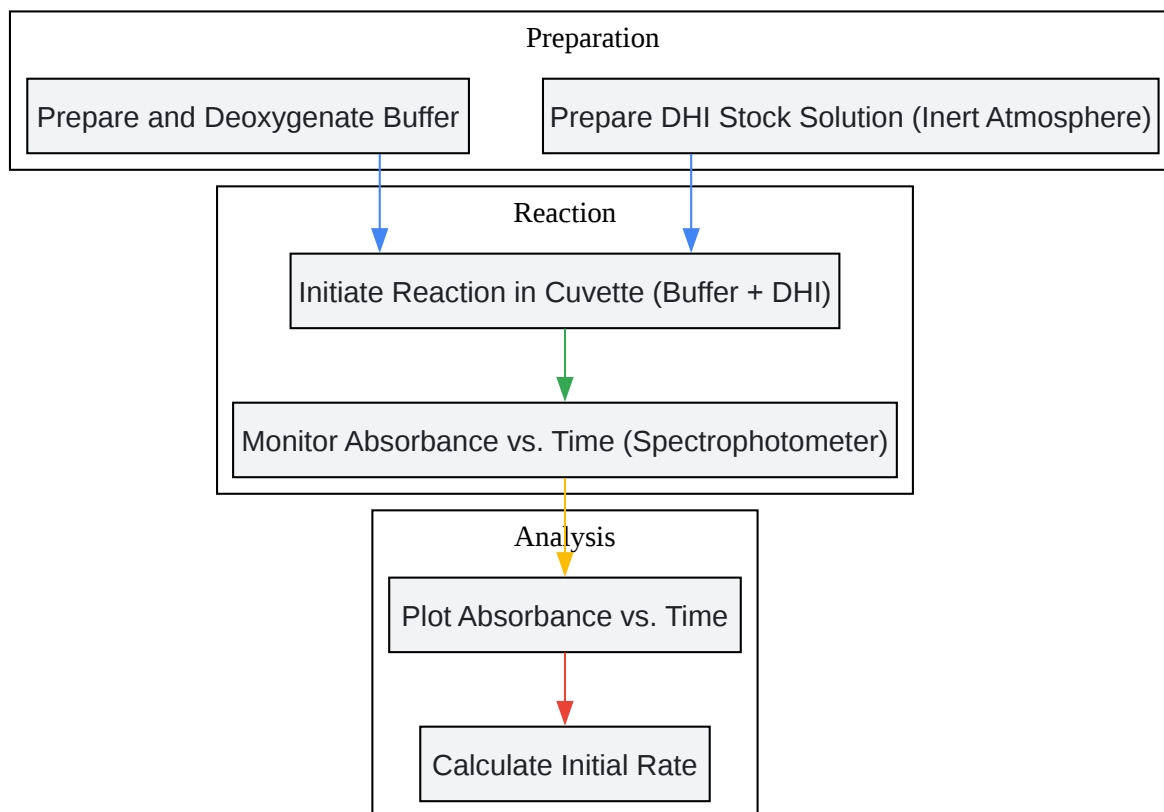 Preparation
Prepare and Deoxygenate Buffer
Prepare DHI Stock Solution (Inert Atmosphere)
Reaction
Initiate Reaction in Cuvette (Buffer + DHI)
Monitor Absorbance vs. Time (Spectrophotometer)
Analysis
Plot Absorbance vs. Time
Calculate Initial Rate